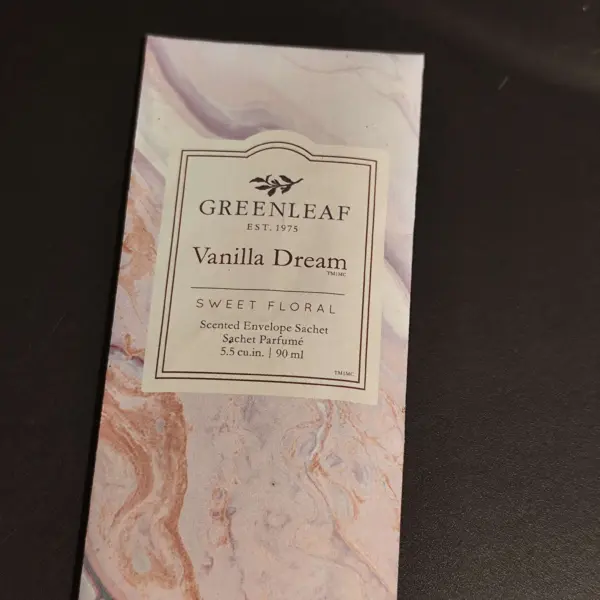 GREENLEAF
EST. 1975
Vanilla Dream
TM|MC
SWEET FLORAL
Scented Envelope Sachet
Sachet Parfumé
5.5 cu.in. | 90 ml
TM|MC